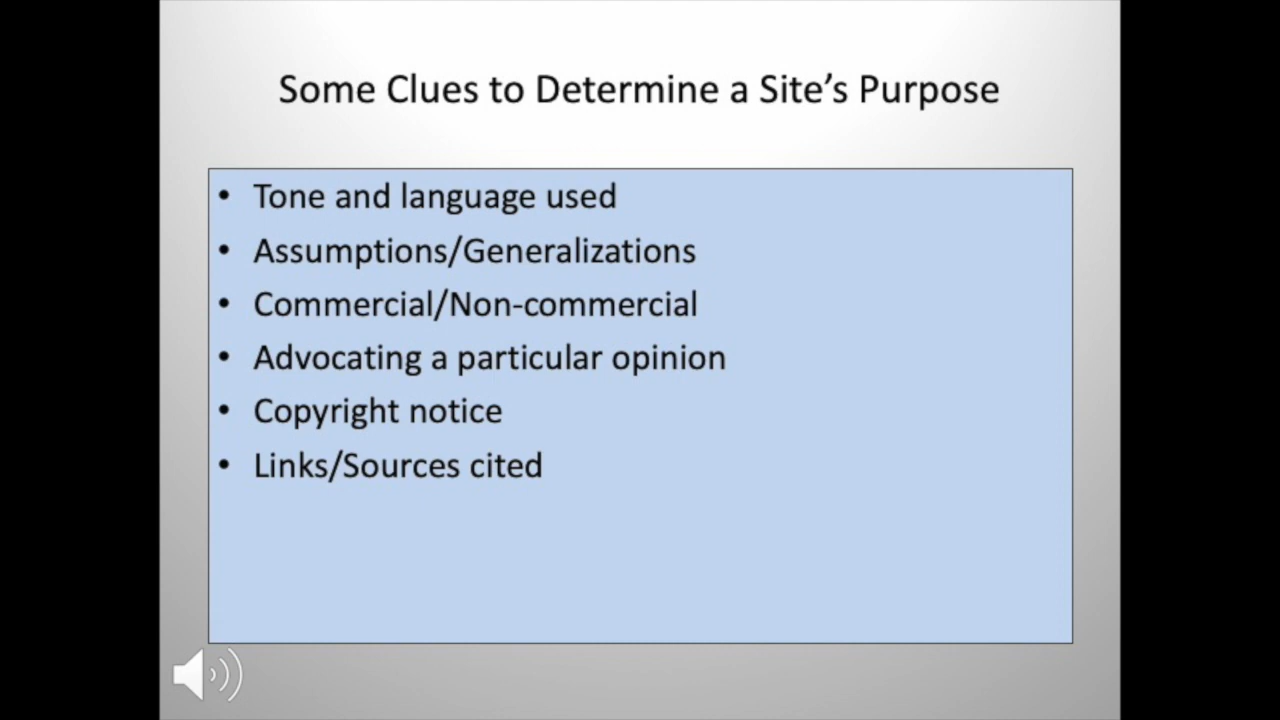 Some Clues to Determine a Site’s Purpose
• Tone and language used
• Assumptions/Generalizations
• Commercial/Non-commercial
• Advocating a particular opinion
• Copyright notice
• Links/Sources cited